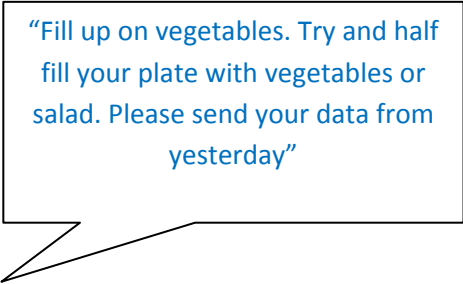 “Fill up on vegetables. Try and half
fill your plate with vegetables or
salad. Please send your data from
yesterday”